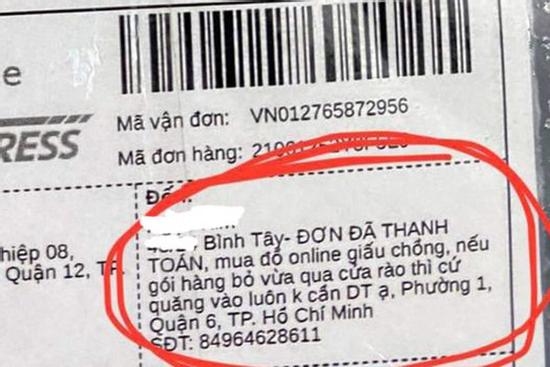 e
RESS
Mã vận đơn: VN012765872956
Mã đơn hàng:
Đến:
Bình Tây- ĐƠN ĐÃ THANH
TOÁN, mua đồ online giấu chồng, nếu
gói hàng bỏ vừa qua cửa rào thì cứ
quăng vào luôn k cần DT ạ, Phường 1,
Quận 6, TP. Hồ Chí Minh
SĐT: 84964628611
hiệp 08,
Quận 12, TP.